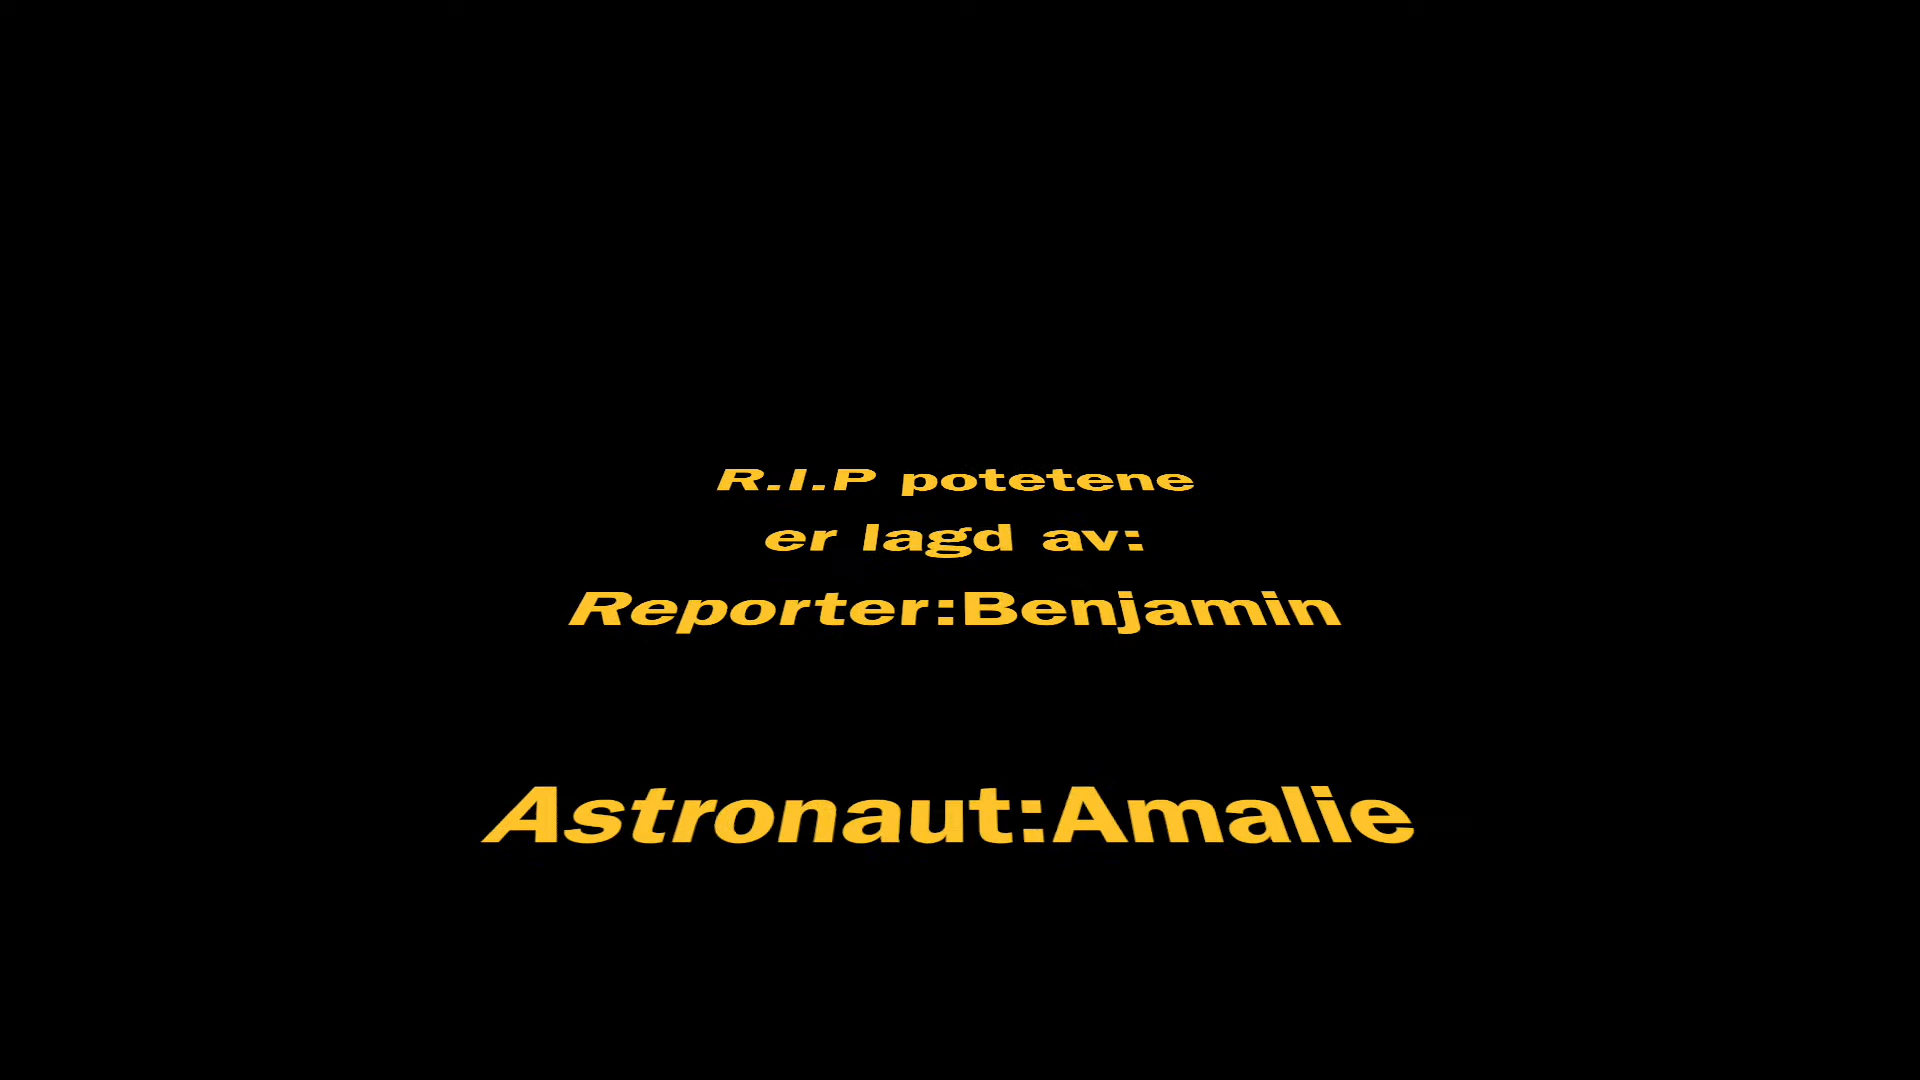 R.I.P potetene
er lagd av:
Reporter:Benjamin
Astronaut:Amalie